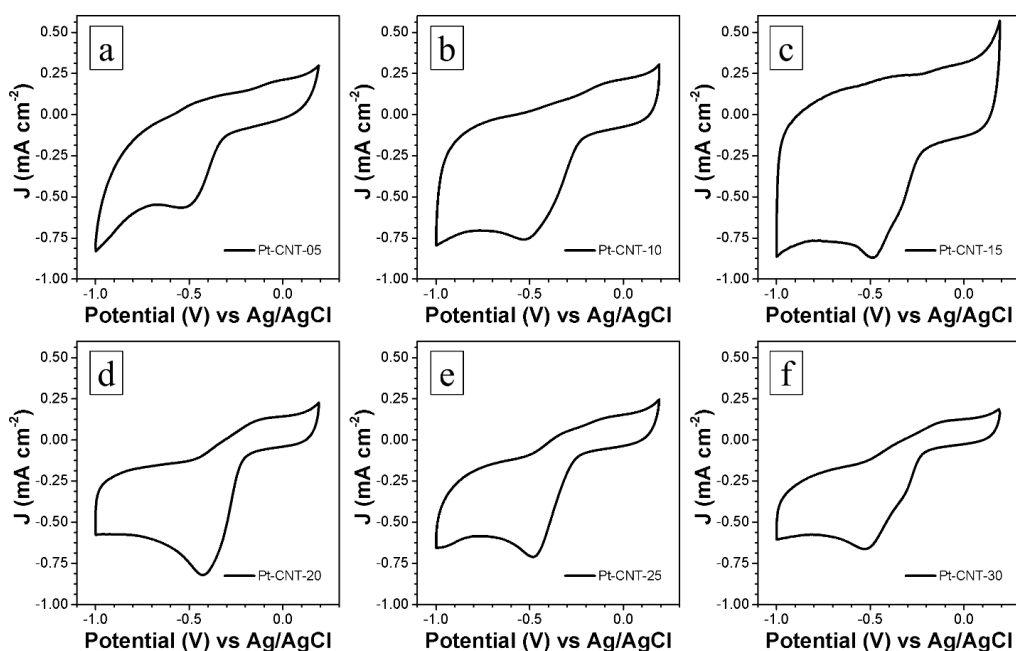 a
b
c
0.50
0.25
0.00
-0.25
-0.50
-0.75
-1.00
J (mA cm-2)
Pt-CNT-05
-1.0 -0.5 0.0
Potential (V) vs Ag/AgCl
0.50
0.25
0.00
-0.25
-0.50
-0.75
-1.00
J (mA cm-2)
Pt-CNT-10
-1.0 -0.5 0.0
Potential (V) vs Ag/AgCl
0.50
0.25
0.00
-0.25
-0.50
-0.75
-1.00
J (mA cm-2)
Pt-CNT-15
-1.0 -0.5 0.0
Potential (V) vs Ag/AgCl
d
e
f
0.50
0.25
0.00
-0.25
-0.50
-0.75
-1.00
J (mA cm-2)
Pt-CNT-20
-1.0 -0.5 0.0
Potential (V) vs Ag/AgCl
0.50
0.25
0.00
-0.25
-0.50
-0.75
-1.00
J (mA cm-2)
Pt-CNT-25
-1.0 -0.5 0.0
Potential (V) vs Ag/AgCl
0.50
0.25
0.00
-0.25
-0.50
-0.75
-1.00
J (mA cm-2)
Pt-CNT-30
-1.0 -0.5 0.0
Potential (V) vs Ag/AgCl